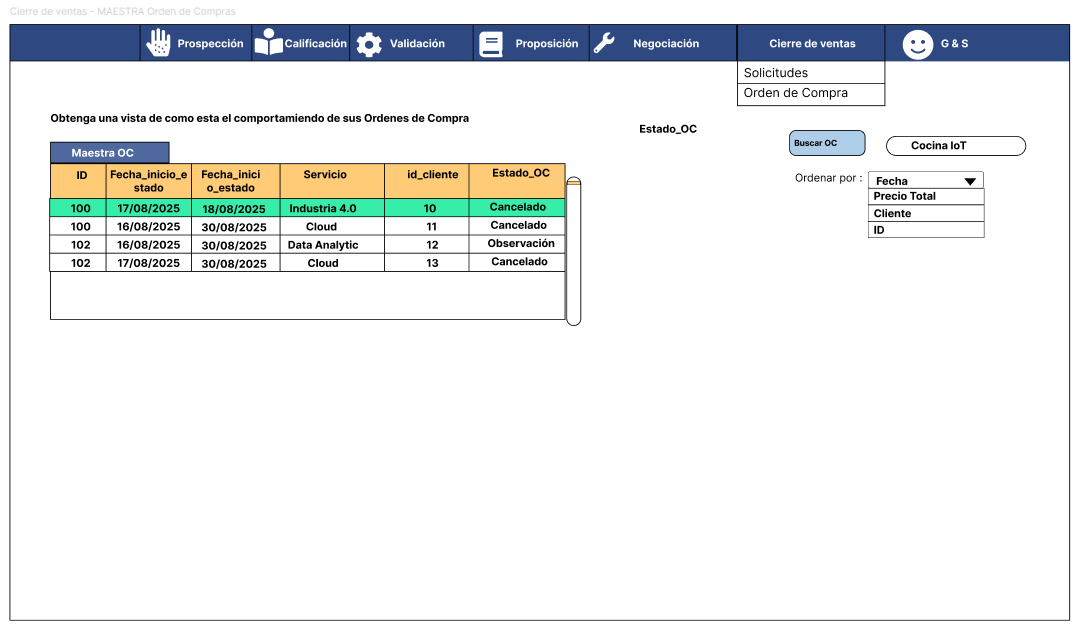 Cierre de ventas - MAESTRA Orden de Compras
Prospección Calificación Validación Proposición Negociación Cierre de ventas G & S
Solicitudes
Orden de Compra
Obtenga una vista de como esta el comportamiendo de sus Ordenes de Compra
Estado_OC
Buscar OC
Cocina IoT
Maestra OC
Ordenar por :
Fecha
Precio Total
Cliente
ID
ID Fecha_inicio_e Fecha_inici Servicio id_cliente Estado_OC
stado o_estado
100 17/08/2025 18/08/2025 Industria 4.0 10 Cancelado
100 16/08/2025 30/08/2025 Cloud 11 Cancelado
102 16/08/2025 30/08/2025 Data Analytic 12 Observación
102 17/08/2025 30/08/2025 Cloud 13 Cancelado